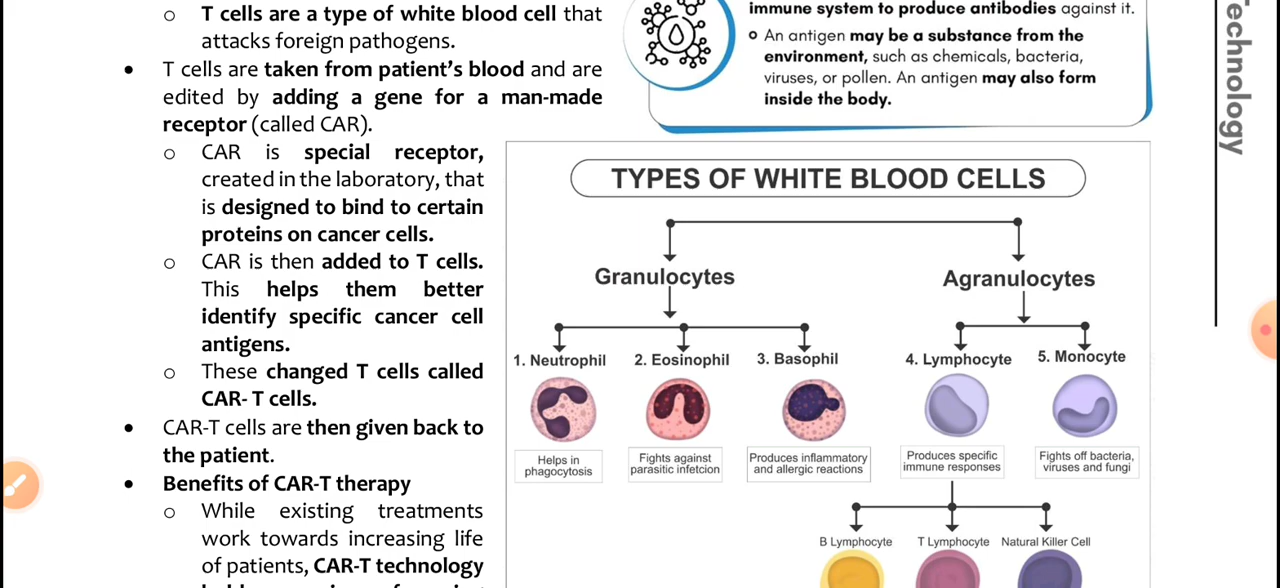 o T cells are a type of white blood cell that
attacks foreign pathogens.
• T cells are taken from patient's blood and are
edited by adding a gene for a man-made
receptor (called CAR).
o CAR is special receptor,
created in the laboratory, that
is designed to bind to certain
proteins on cancer cells.
o CAR is then added to T cells.
This helps them better
identify specific cancer cell
antigens.
o These changed T cells called
CAR- T cells.
• CAR-T cells are then given back to
the patient.
• Benefits of CAR-T therapy
o While existing treatments
work towards increasing life
of patients, CAR-T technology
immune system to produce antibodies against it.
o An antigen may be a substance from the
environment, such as chemicals, bacteria,
viruses, or pollen. An antigen may also form
inside the body.
TYPES OF WHITE BLOOD CELLS
Granulocytes
Agranulocytes
1. Neutrophil
2. Eosinophil
3. Basophil
4. Lymphocyte
5. Monocyte
Helps in
phagocytosis
Fights against
parasitic infetcion
Produces inflammatory
and allergic reactions
Produces specific
immune responses
Fights off bacteria,
viruses and fungi
B Lymphocyte
T Lymphocyte
Natural Killer Cell
echnology